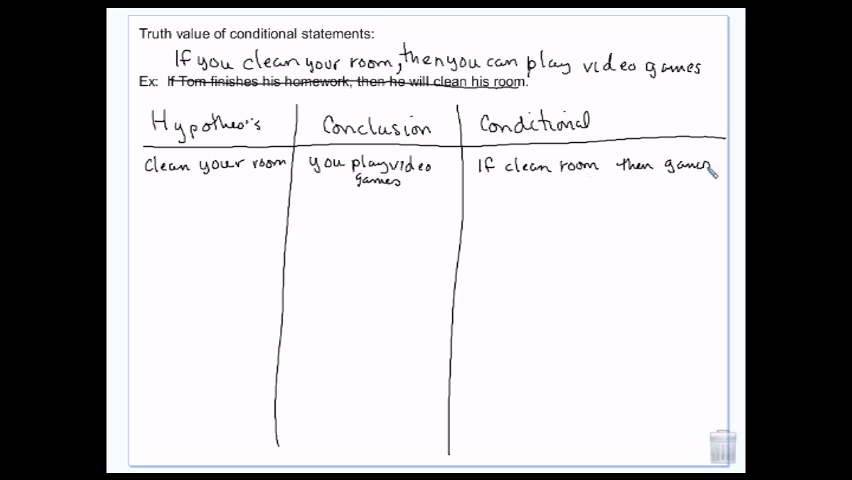 Truth value of conditional statements:
If you clean your room, then you can play video games
Ex: If Tom finishes his homework, then he will clean his room.
Hypothesis Conclusion Conditional
clean your room you play video games If clean room then games